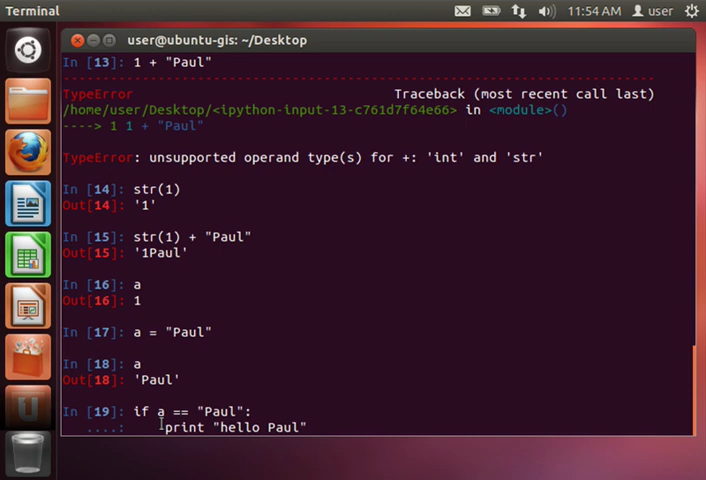 Terminal
11:54 AM
user
user@ubuntu-gis: ~/Desktop
In [13]: 1 + "Paul"
---------------------------------------------------------------------------
TypeError                                 Traceback (most recent call last)
/home/user/Desktop/<ipython-input-13-c761d7f64e66> in <module>()
----> 1 1 + "Paul"
TypeError: unsupported operand type(s) for +: 'int' and 'str'
In [14]: str(1)
Out[14]: '1'
In [15]: str(1) + "Paul"
Out[15]: '1Paul'
In [16]: a
Out[16]: 1
In [17]: a = "Paul"
In [18]: a
Out[18]: 'Paul'
In [19]: if a == "Paul":
....:     print "hello Paul"